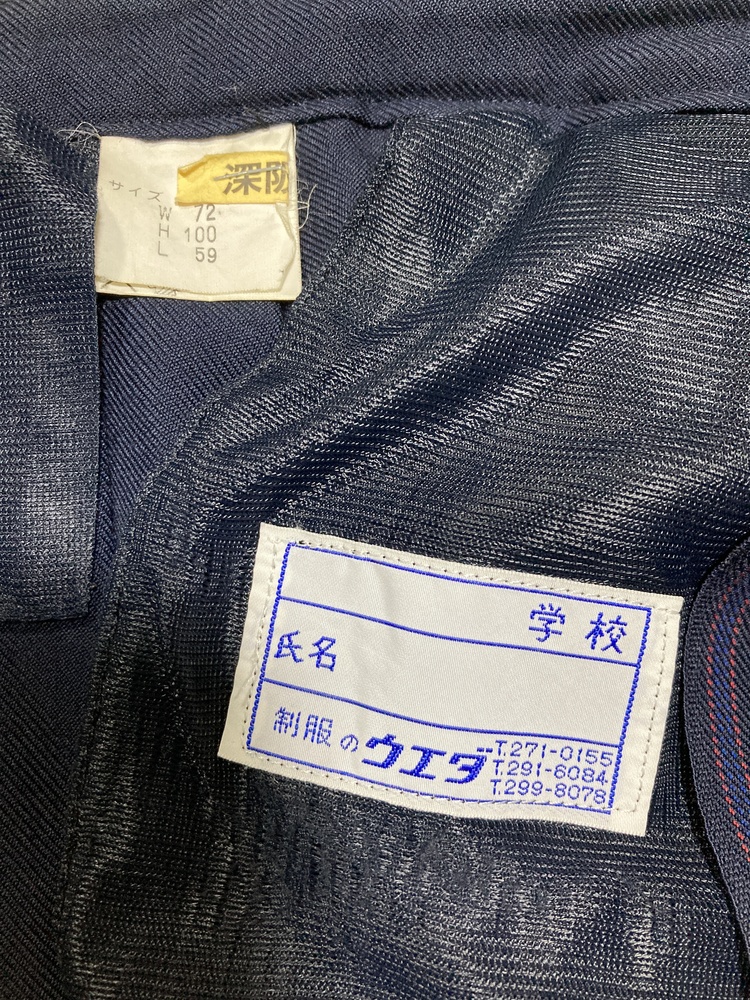 深阪
サイズ
W 72
H 100
L 59
学校
氏名
制服のウエダ
T.271-0155
T.291-6084
T.299-8078